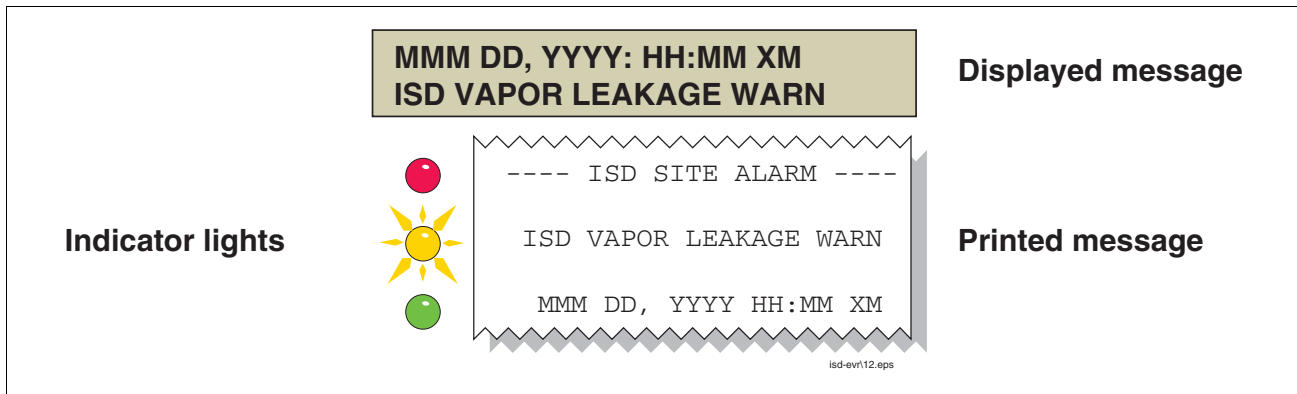 MMM DD, YYYY: HH:MM XM
ISD VAPOR LEAKAGE WARN
Displayed message
---- ISD SITE ALARM ----
Indicator lights
ISD VAPOR LEAKAGE WARN
Printed message
MMM DD, YYYY HH:MM XM
isd-evr\12.eps